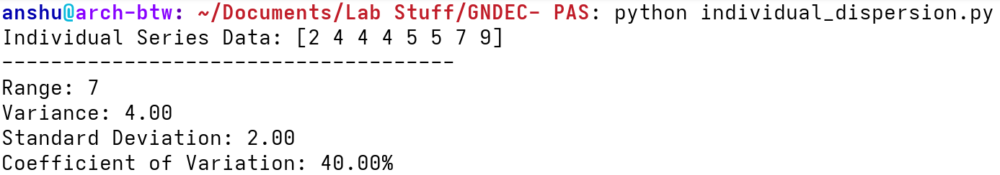 anshu@arch-btw: ~/Documents/Lab Stuff/GNDEC- PAS: python individual_dispersion.py
Individual Series Data: [2 4 4 4 5 5 7 9]
-------------------------------------
Range: 7
Variance: 4.00
Standard Deviation: 2.00
Coefficient of Variation: 40.00%